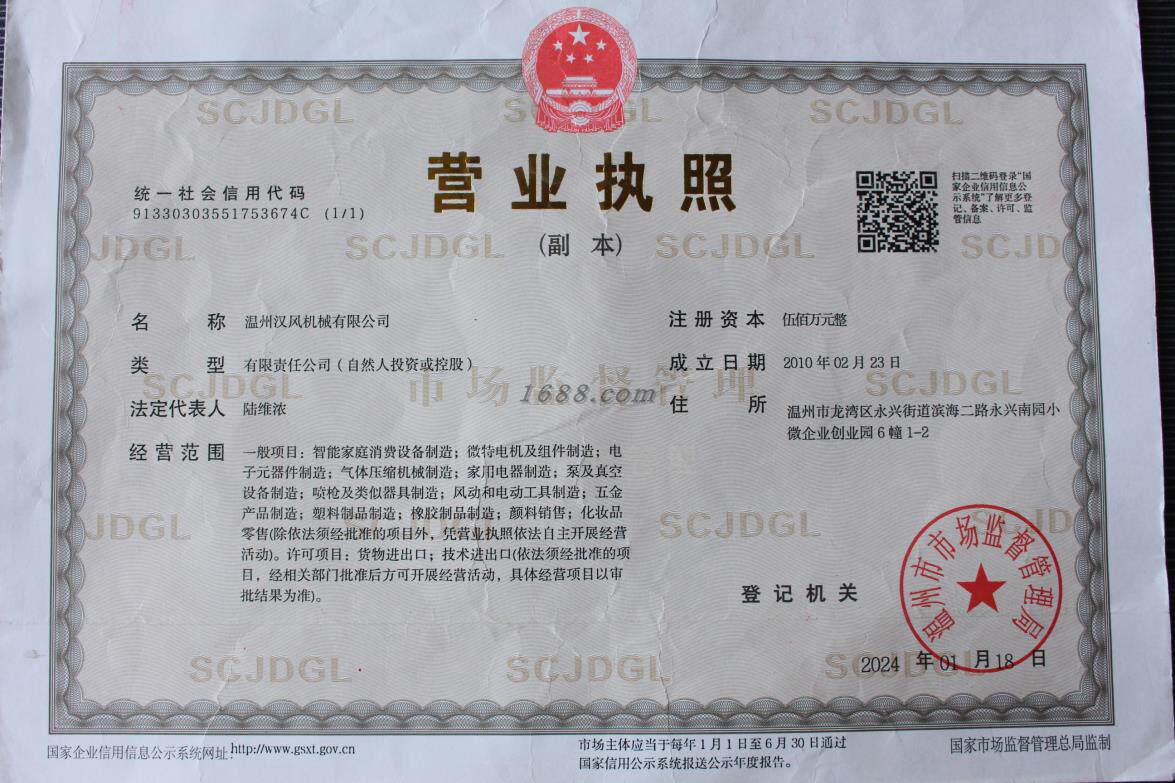 统一社会信用代码
91330303551753674C (1/1)
营业执照
(副 本)
扫描二维码登录“国
家企业信用信息公
示系统”了解更多登
记、备案、许可、监
管信息
名 称 温州汉风机械有限公司
类 型 有限责任公司（自然人投资或控股）
法定代表人 陆维浓
经营范围 一般项目：智能家庭消费设备制造；微特电机及组件制造；电
子元器件制造；气体压缩机械制造；家用电器制造；泵及真空
设备制造；喷枪及类似器具制造；风动和电动工具制造；五金
产品制造；塑料制品制造；橡胶制品制造；颜料销售；化妆品
零售(除依法须经批准的项目外，凭营业执照依法自主开展经营
活动)。许可项目：货物进出口；技术进出口(依法须经批准的项
目，经相关部门批准后方可开展经营活动，具体经营项目以审
批结果为准)。
注册资本 伍佰万元整
成立日期 2010年02月23日
住 所 温州市龙湾区永兴街道滨海二路永兴南园小
微企业创业园6幢1-2
登记机关
温州市市场监督管理局
2024 年 01 月 18 日
SCJDGL
市场监督管理
1688.com
国家企业信用信息公示系统网址：http://www.gsxt.gov.cn
市场主体应当于每年1月1日至6月30日通过
国家信用公示系统报送公示年度报告。
国家市场监督管理总局监制